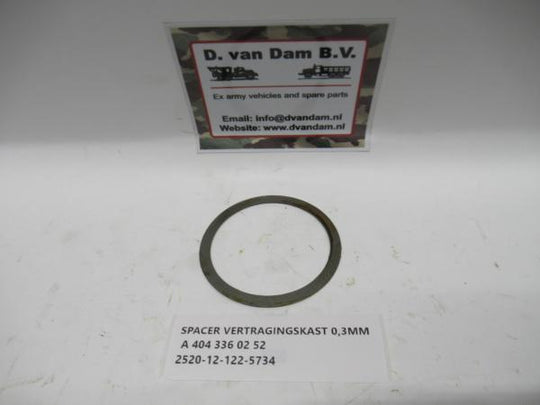 D. van Dam B.V.
Ex army vehicles and spare parts
Email: info@dvandam.nl
Website: www.dvandam.nl
SPACER VERTRAGINGSKAST 0,3MM
A 404 336 02 52
2520-12-122-5734